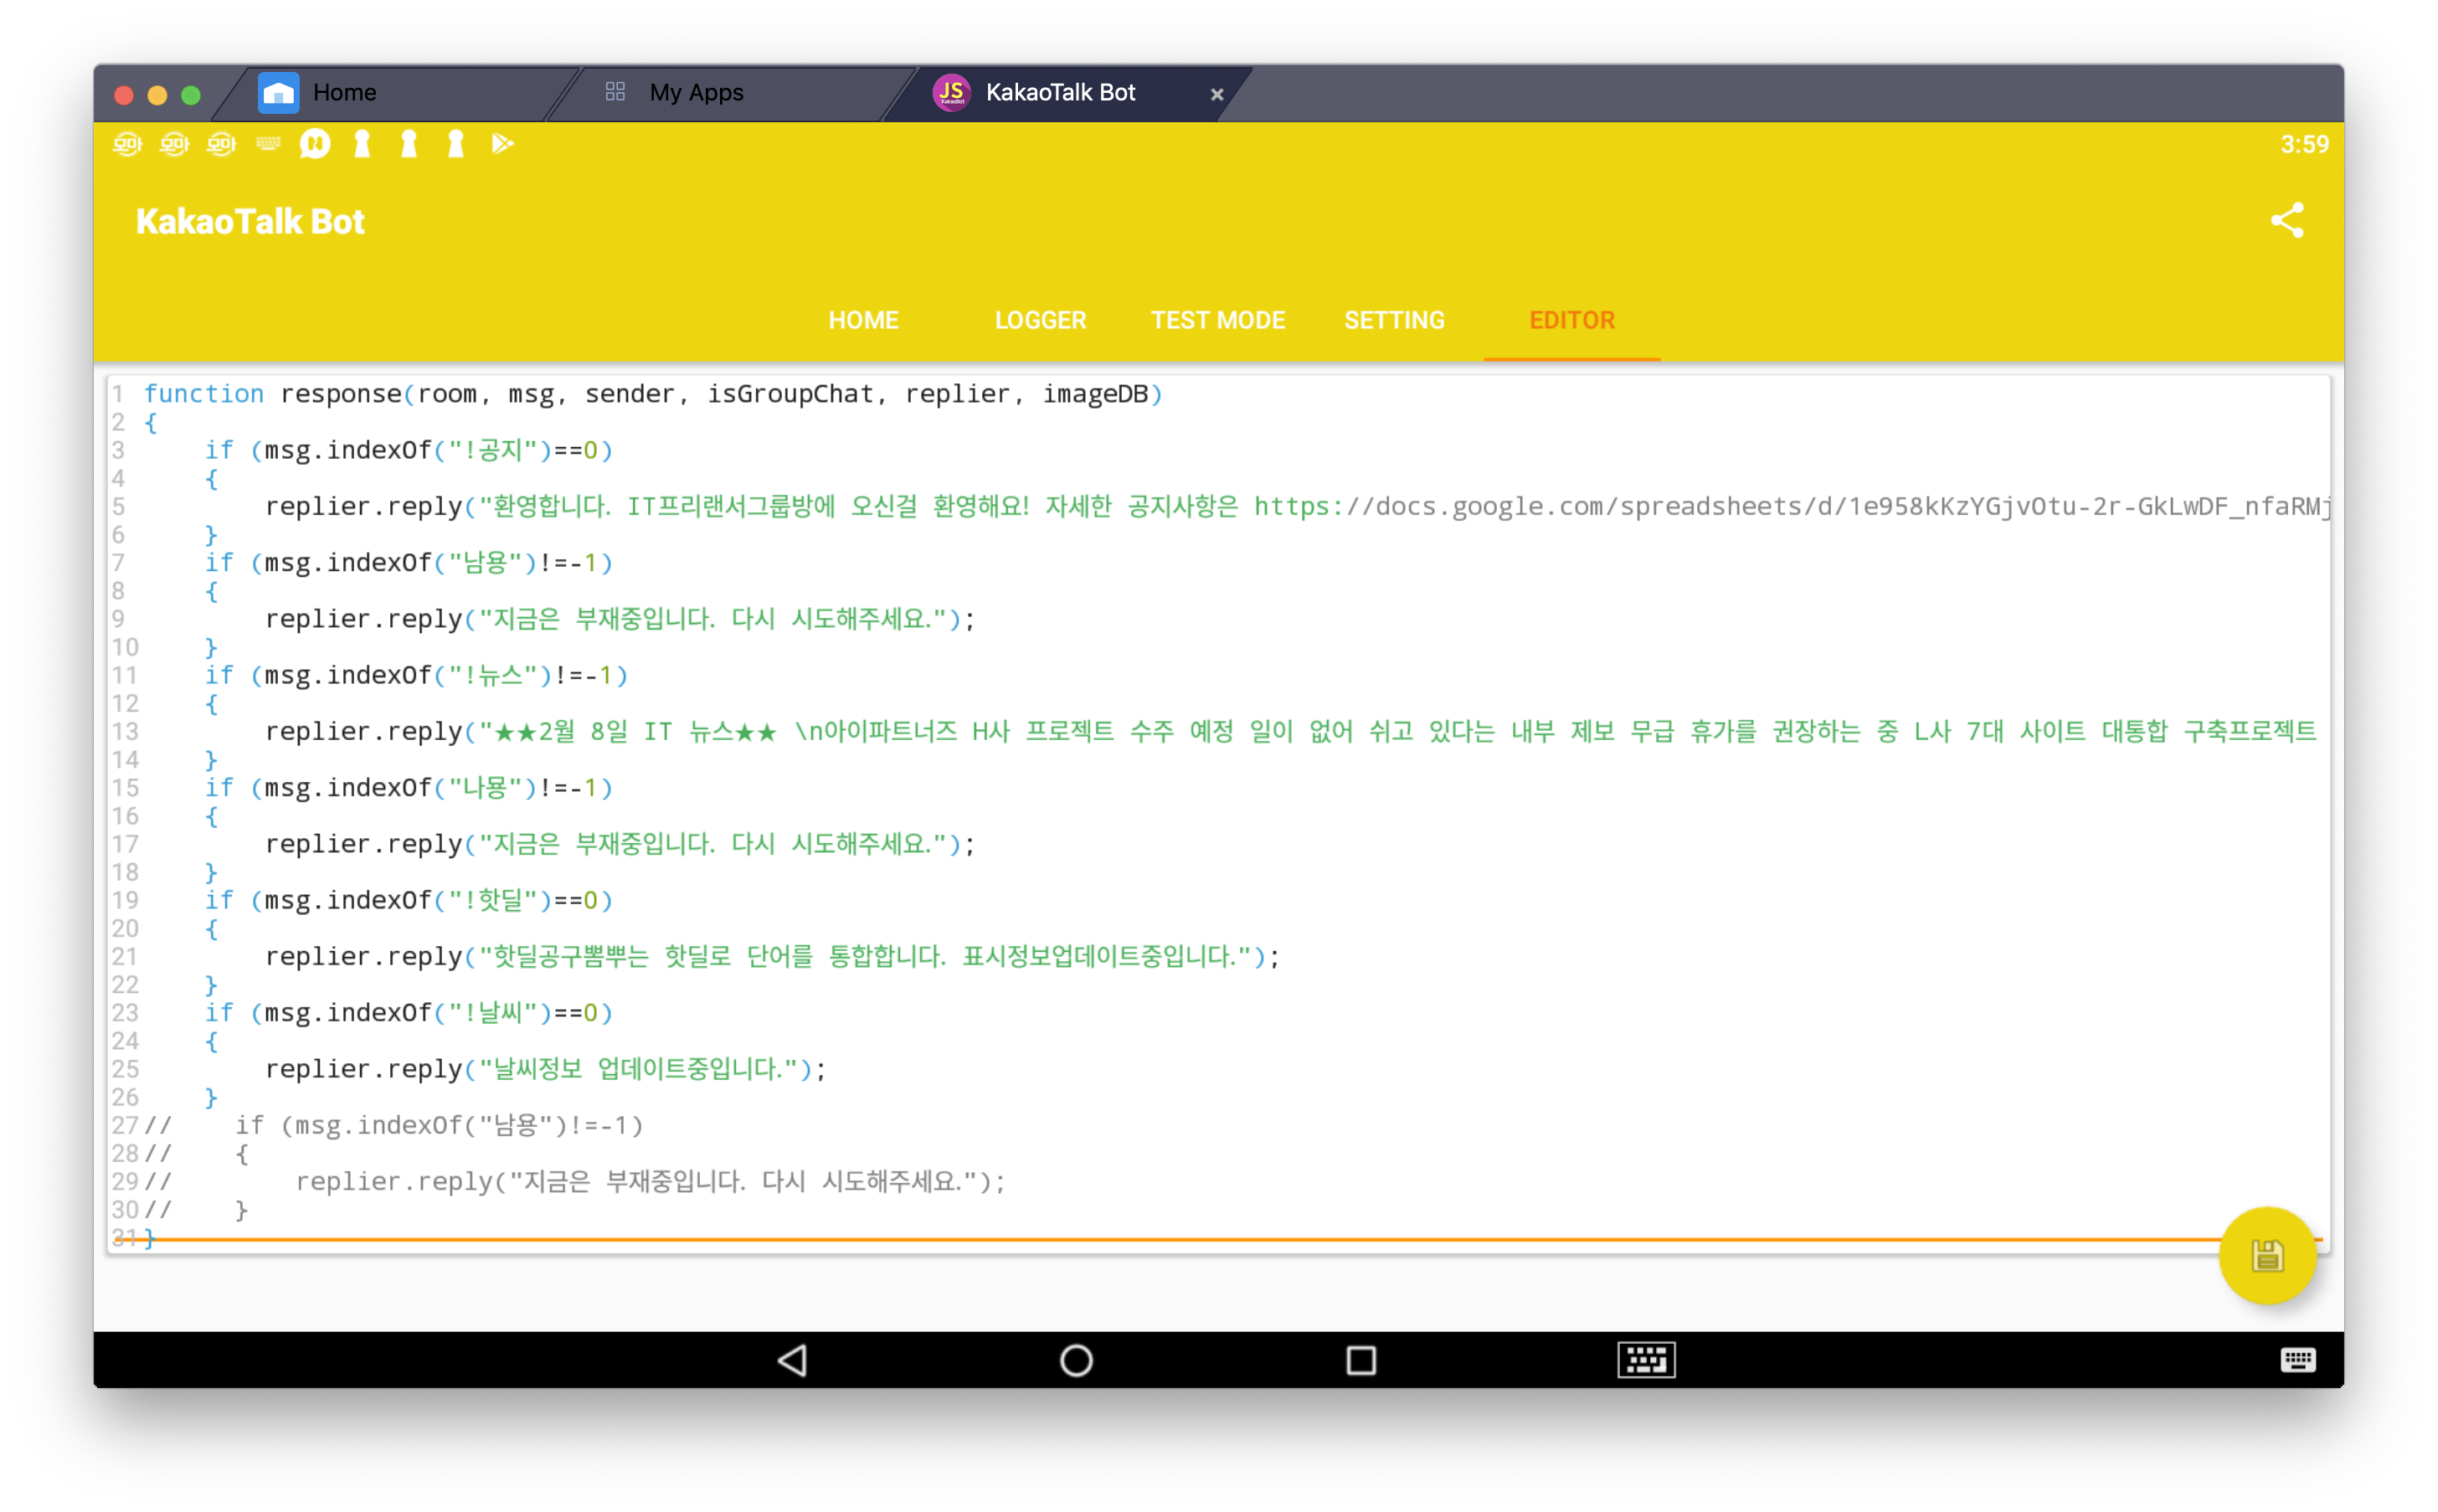 Home
My Apps
JS
KakaoTalk Bot
3:59
KakaoTalk Bot
HOME
LOGGER
TEST MODE
SETTING
EDITOR
1 function response(room, msg, sender, isGroupChat, replier, imageDB)
2 {
3     if (msg.indexOf("!공지")==0)
4     {
5         replier.reply("환영합니다. IT프리랜서그룹방에 오신걸 환영해요! 자세한 공지사항은 https://docs.google.com/spreadsheets/d/1e958kKzYGjvOtu-2r-GkLwDF_nfaRMj
6     }
7     if (msg.indexOf("남용")!=-1)
8     {
9         replier.reply("지금은 부재중입니다. 다시 시도해주세요.");
10     }
11     if (msg.indexOf("!뉴스")!=-1)
12     {
13         replier.reply("★★2월 8일 IT 뉴스★★ \n아이파트너즈 H사 프로젝트 수주 예정 일이 없어 쉬고 있다는 내부 제보 무급 휴가를 권장하는 중 L사 7대 사이트 대통합 구축프로젝트
14     }
15     if (msg.indexOf("나묭")!=-1)
16     {
17         replier.reply("지금은 부재중입니다. 다시 시도해주세요.");
18     }
19     if (msg.indexOf("!핫딜")==0)
20     {
21         replier.reply("핫딜공구뽐뿌는 핫딜로 단어를 통합합니다. 표시정보업데이트중입니다.");
22     }
23     if (msg.indexOf("!날씨")==0)
24     {
25         replier.reply("날씨정보 업데이트중입니다.");
26     }
27 //    if (msg.indexOf("남용")!=-1)
28 //    {
29 //        replier.reply("지금은 부재중입니다. 다시 시도해주세요.");
30 //    }
31 }